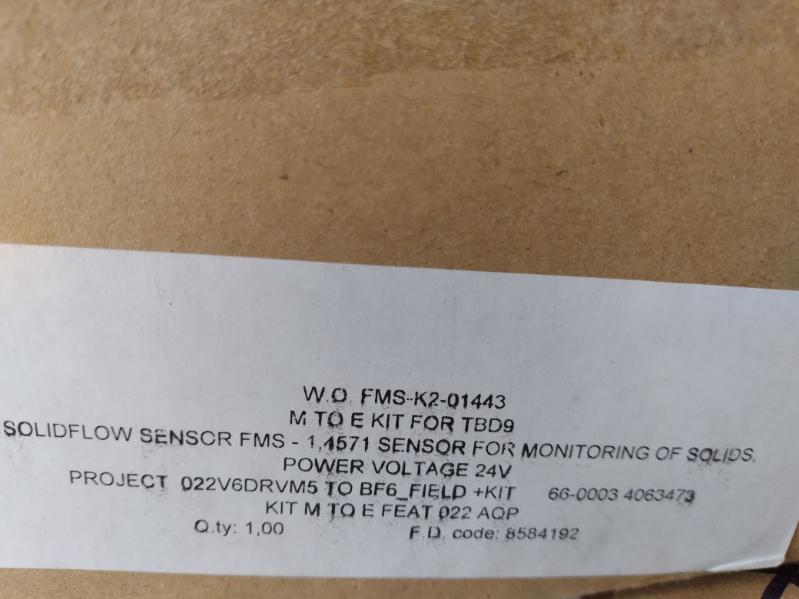 W.O. FMS-K2-01443
M TO E KIT FOR TBD9
SOLIDFLOW SENSOR FMS - 1,4571 SENSOR FOR MONITORING OF SOLIDS,
POWER VOLTAGE 24V
PROJECT 022V6DRVM5 TO BF6_FIELD +KIT 66-0003 4063473
KIT M TO E FEAT 022 AQP
Q.ty: 1,00 F.D. code: 8584192